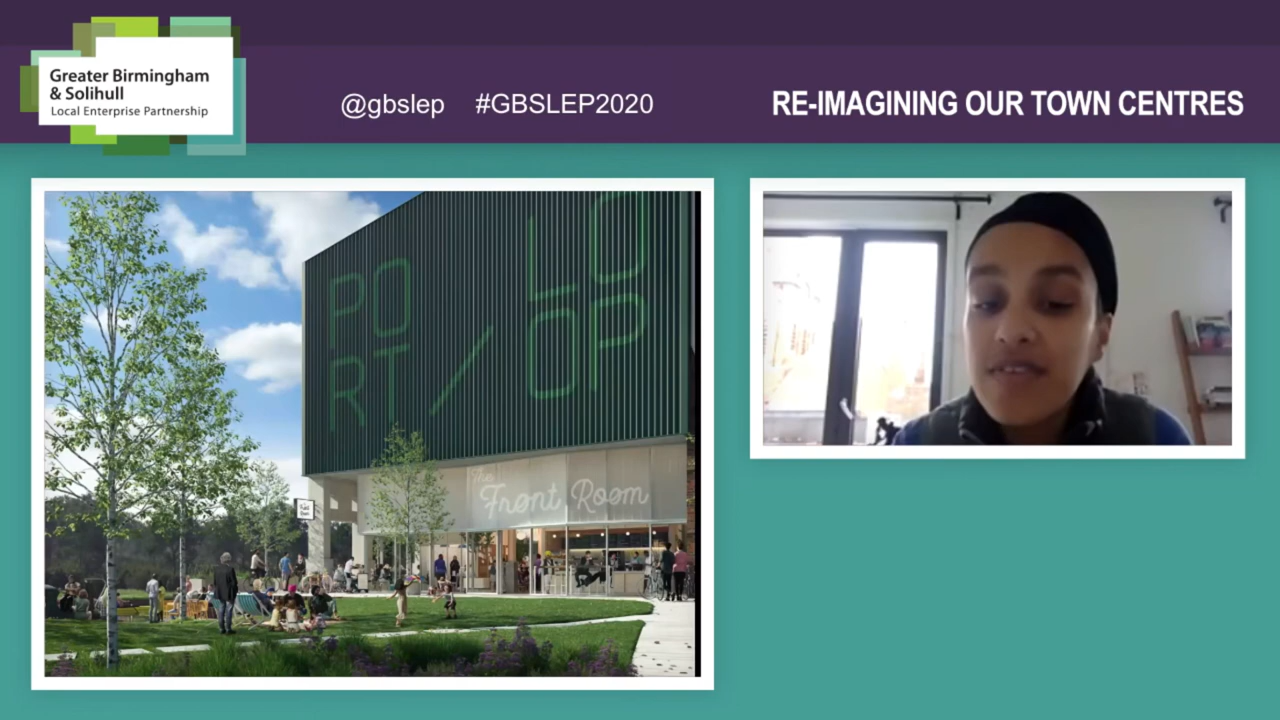 Greater Birmingham
& Solihull
Local Enterprise Partnership
@gbslep #GBSLEP2020
RE-IMAGINING OUR TOWN CENTRES
PO
RT / LO
OP
The
Front Room